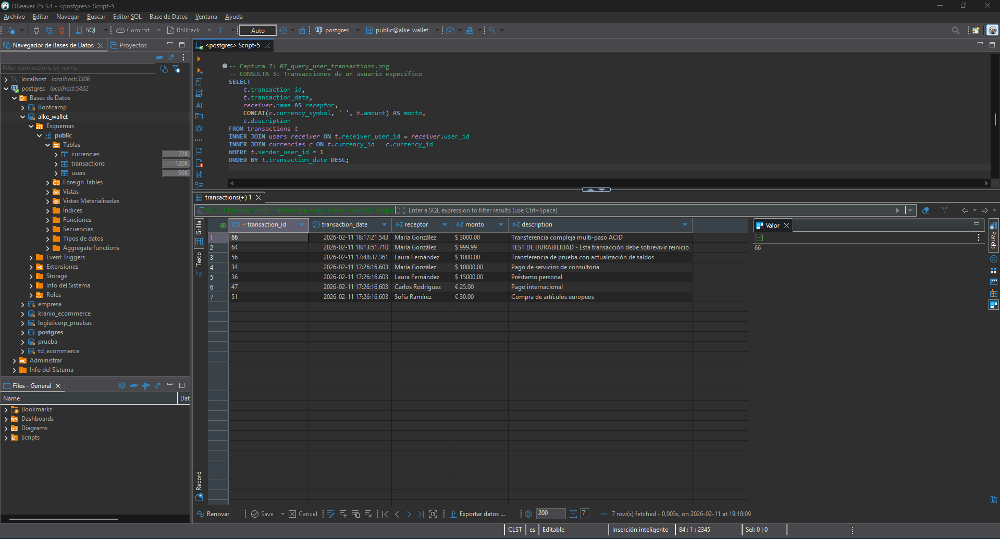 DBeaver 25.3.4 - <postgres> Script-5
Archivo Editar Navegar Buscar Editor SQL Base de Datos Ventana Ayuda
SQL Commit Rollback T Auto postgres public@alke_wallet
Navegador de Bases de Datos Proyectos
Filter connections by name
localhost localhost:3306
postgres localhost:5432
Bases de Datos
Bootcamp
alke_wallet
Esquemas
public
Tablas
currencies 72K
transactions 120K
users 96K
Foreign Tables
Vistas
Vistas Materializadas
Índices
Funciones
Secuencias
Tipos de datos
Aggregate functions
Event Triggers
Extensiones
Storage
Info del Sistema
Roles
empresa
kranio_ecommerce
logisticorp_pruebas
postgres
prueba
td_ecommerce
Administrar
Info del Sistema
Files - General
Name Dat
Bookmarks
Dashboards
Diagrams
Scripts
<postgres> Script-5
AI
-- Captura 7: 07_query_user_transactions.png
-- CONSULTA 3: Transacciones de un usuario específico
SELECT
t.transaction_id,
t.transaction_date,
receiver.name AS receptor,
CONCAT(c.currency_symbol, ' ', t.amount) AS monto,
t.description
FROM transactions t
INNER JOIN users receiver ON t.receiver_user_id = receiver.user_id
INNER JOIN currencies c ON t.currency_id = c.currency_id
WHERE t.sender_user_id = 1
ORDER BY t.transaction_date DESC;
transactions(+) 1
SELECT t.transaction_id, t.transaction_date, receiver.name AS recept Enter a SQL expression to filter results (use Ctrl+Space)
Grilla
Texto
Record
123 transaction_id transaction_date A-Z receptor A-Z monto A-Z description
1 66 2026-02-11 18:17:21.543 María González $ 3000.00 Transferencia compleja multi-paso ACID
2 64 2026-02-11 18:13:51.710 María González $ 999.99 TEST DE DURABILIDAD - Esta transacción debe sobrevivir reinicio
3 56 2026-02-11 17:48:37.361 Laura Fernández $ 1000.00 Transferencia de prueba con actualización de saldos
4 34 2026-02-11 17:26:16.603 María González $ 10000.00 Pago de servicios de consultoría
5 36 2026-02-11 17:26:16.603 Laura Fernández $ 15000.00 Préstamo personal
6 47 2026-02-11 17:26:16.603 Carlos Rodríguez € 25.00 Pago internacional
7 51 2026-02-11 17:26:16.603 Sofía Ramírez € 30.00 Compra de artículos europeos
Valor
66
Panels
Renovar Save Cancel Exportar datos ... 200 7 ... 7 row(s) fetched - 0,003s, on 2026-02-11 at 19:18:09
CLST es Editable Inserción inteligente 84 : 1 : 2345 Sel: 0 | 0